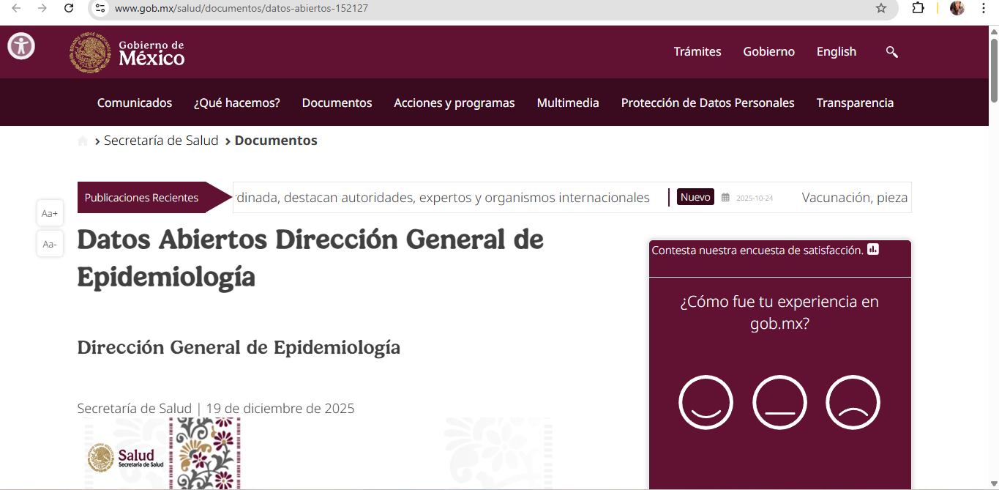 www.gob.mx/salud/documentos/datos-abiertos-152127
Gobierno de
México
Trámites Gobierno English
Comunicados ¿Qué hacemos? Documentos Acciones y programas Multimedia Protección de Datos Personales Transparencia
Secretaría de Salud Documentos
Publicaciones Recientes
dinada, destacan autoridades, expertos y organismos internacionales Nuevo 2025-10-24 Vacunación, pieza
Aa+
Aa-
Datos Abiertos Dirección General de
Epidemiología
Dirección General de Epidemiología
Secretaría de Salud | 19 de diciembre de 2025
Salud
Secretaría de Salud
Contesta nuestra encuesta de satisfacción.
¿Cómo fue tu experiencia en
gob.mx?